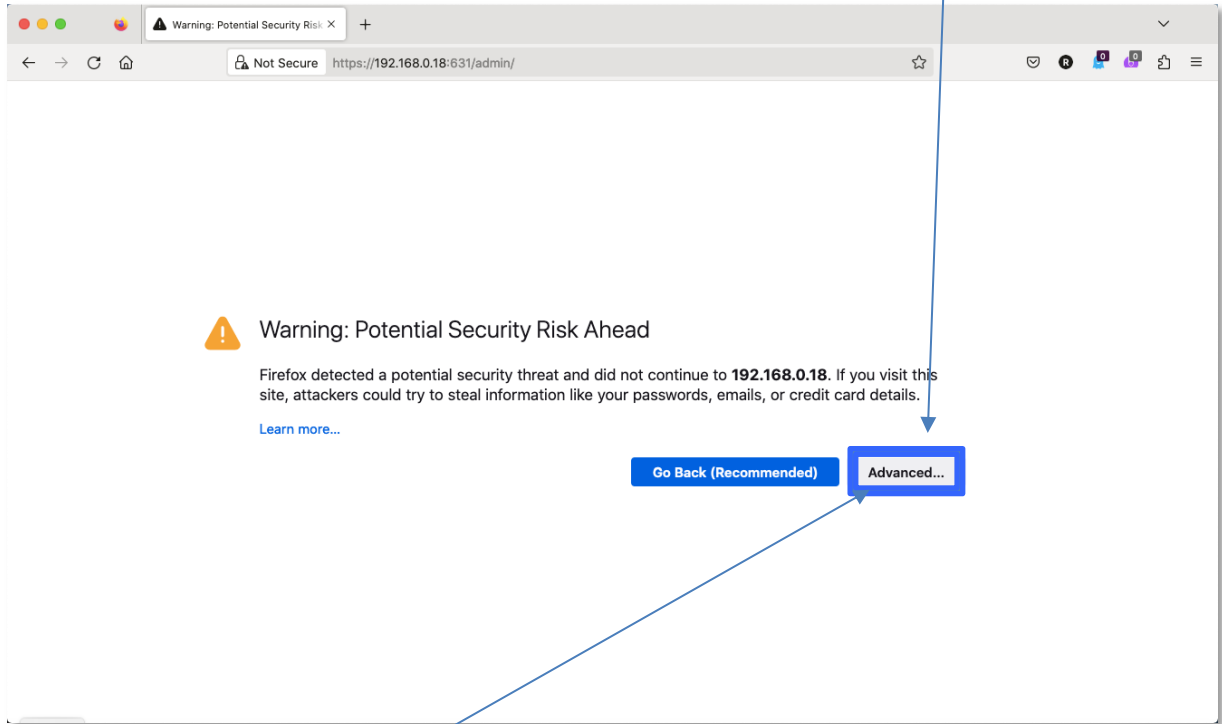 Warning: Potential Security Risk
Not Secure https://192.168.0.18:631/admin/
R 0 0
Warning: Potential Security Risk Ahead
Firefox detected a potential security threat and did not continue to 192.168.0.18. If you visit this
site, attackers could try to steal information like your passwords, emails, or credit card details.
Learn more...
Go Back (Recommended) Advanced...